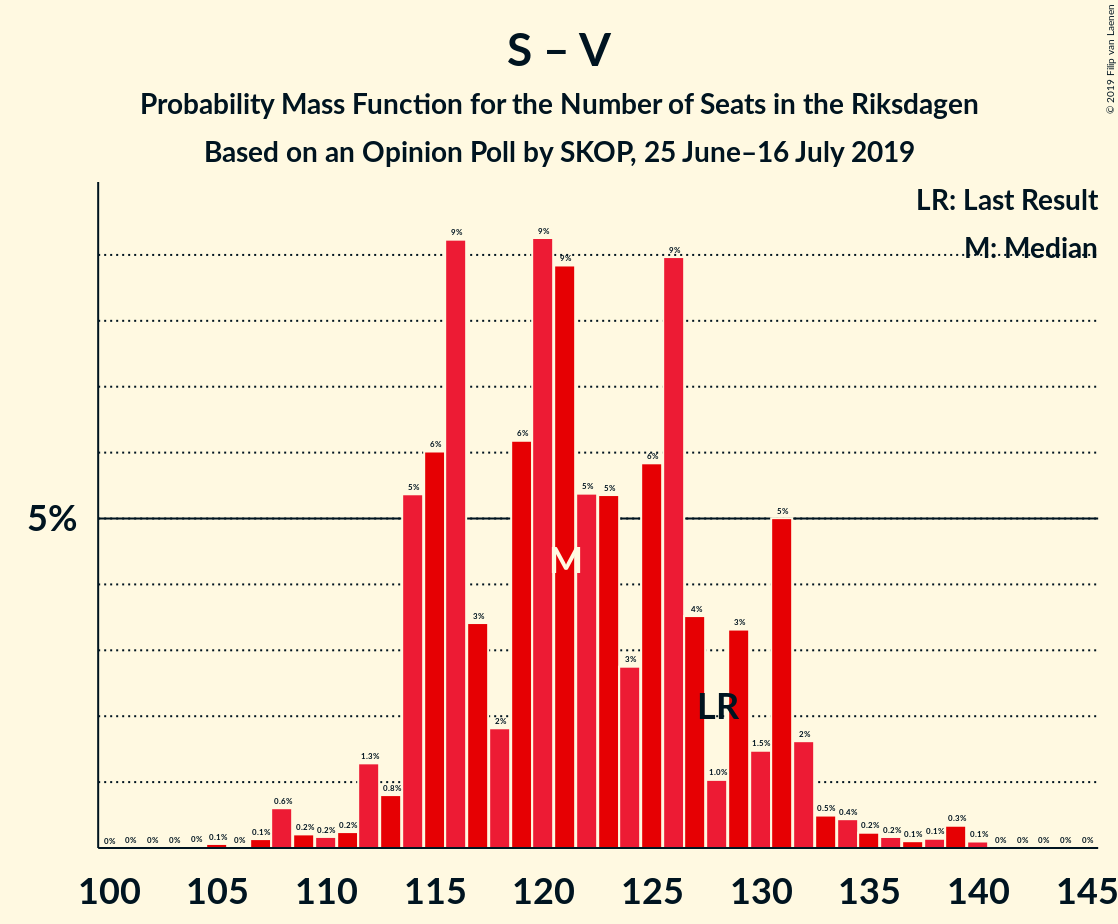 S – V
Probability Mass Function for the Number of Seats in the Riksdagen
Based on an Opinion Poll by SKOP, 25 June–16 July 2019
© 2019 Filip van Laenen
LR: Last Result
M: Median
5%
0% 0% 0% 0% 0% 0.1% 0% 0.1% 0.6% 0.2% 0.2% 0.2% 1.3% 0.8% 5% 6% 9% 3% 2% 6% 9% 9% 5% 5% 3% 6% 9% 4% 1.0% 3% 1.5% 5% 2% 0.5% 0.4% 0.2% 0.2% 0.1% 0.1% 0.3% 0.1% 0% 0% 0% 0% 0%
M
LR
100 105 110 115 120 125 130 135 140 145